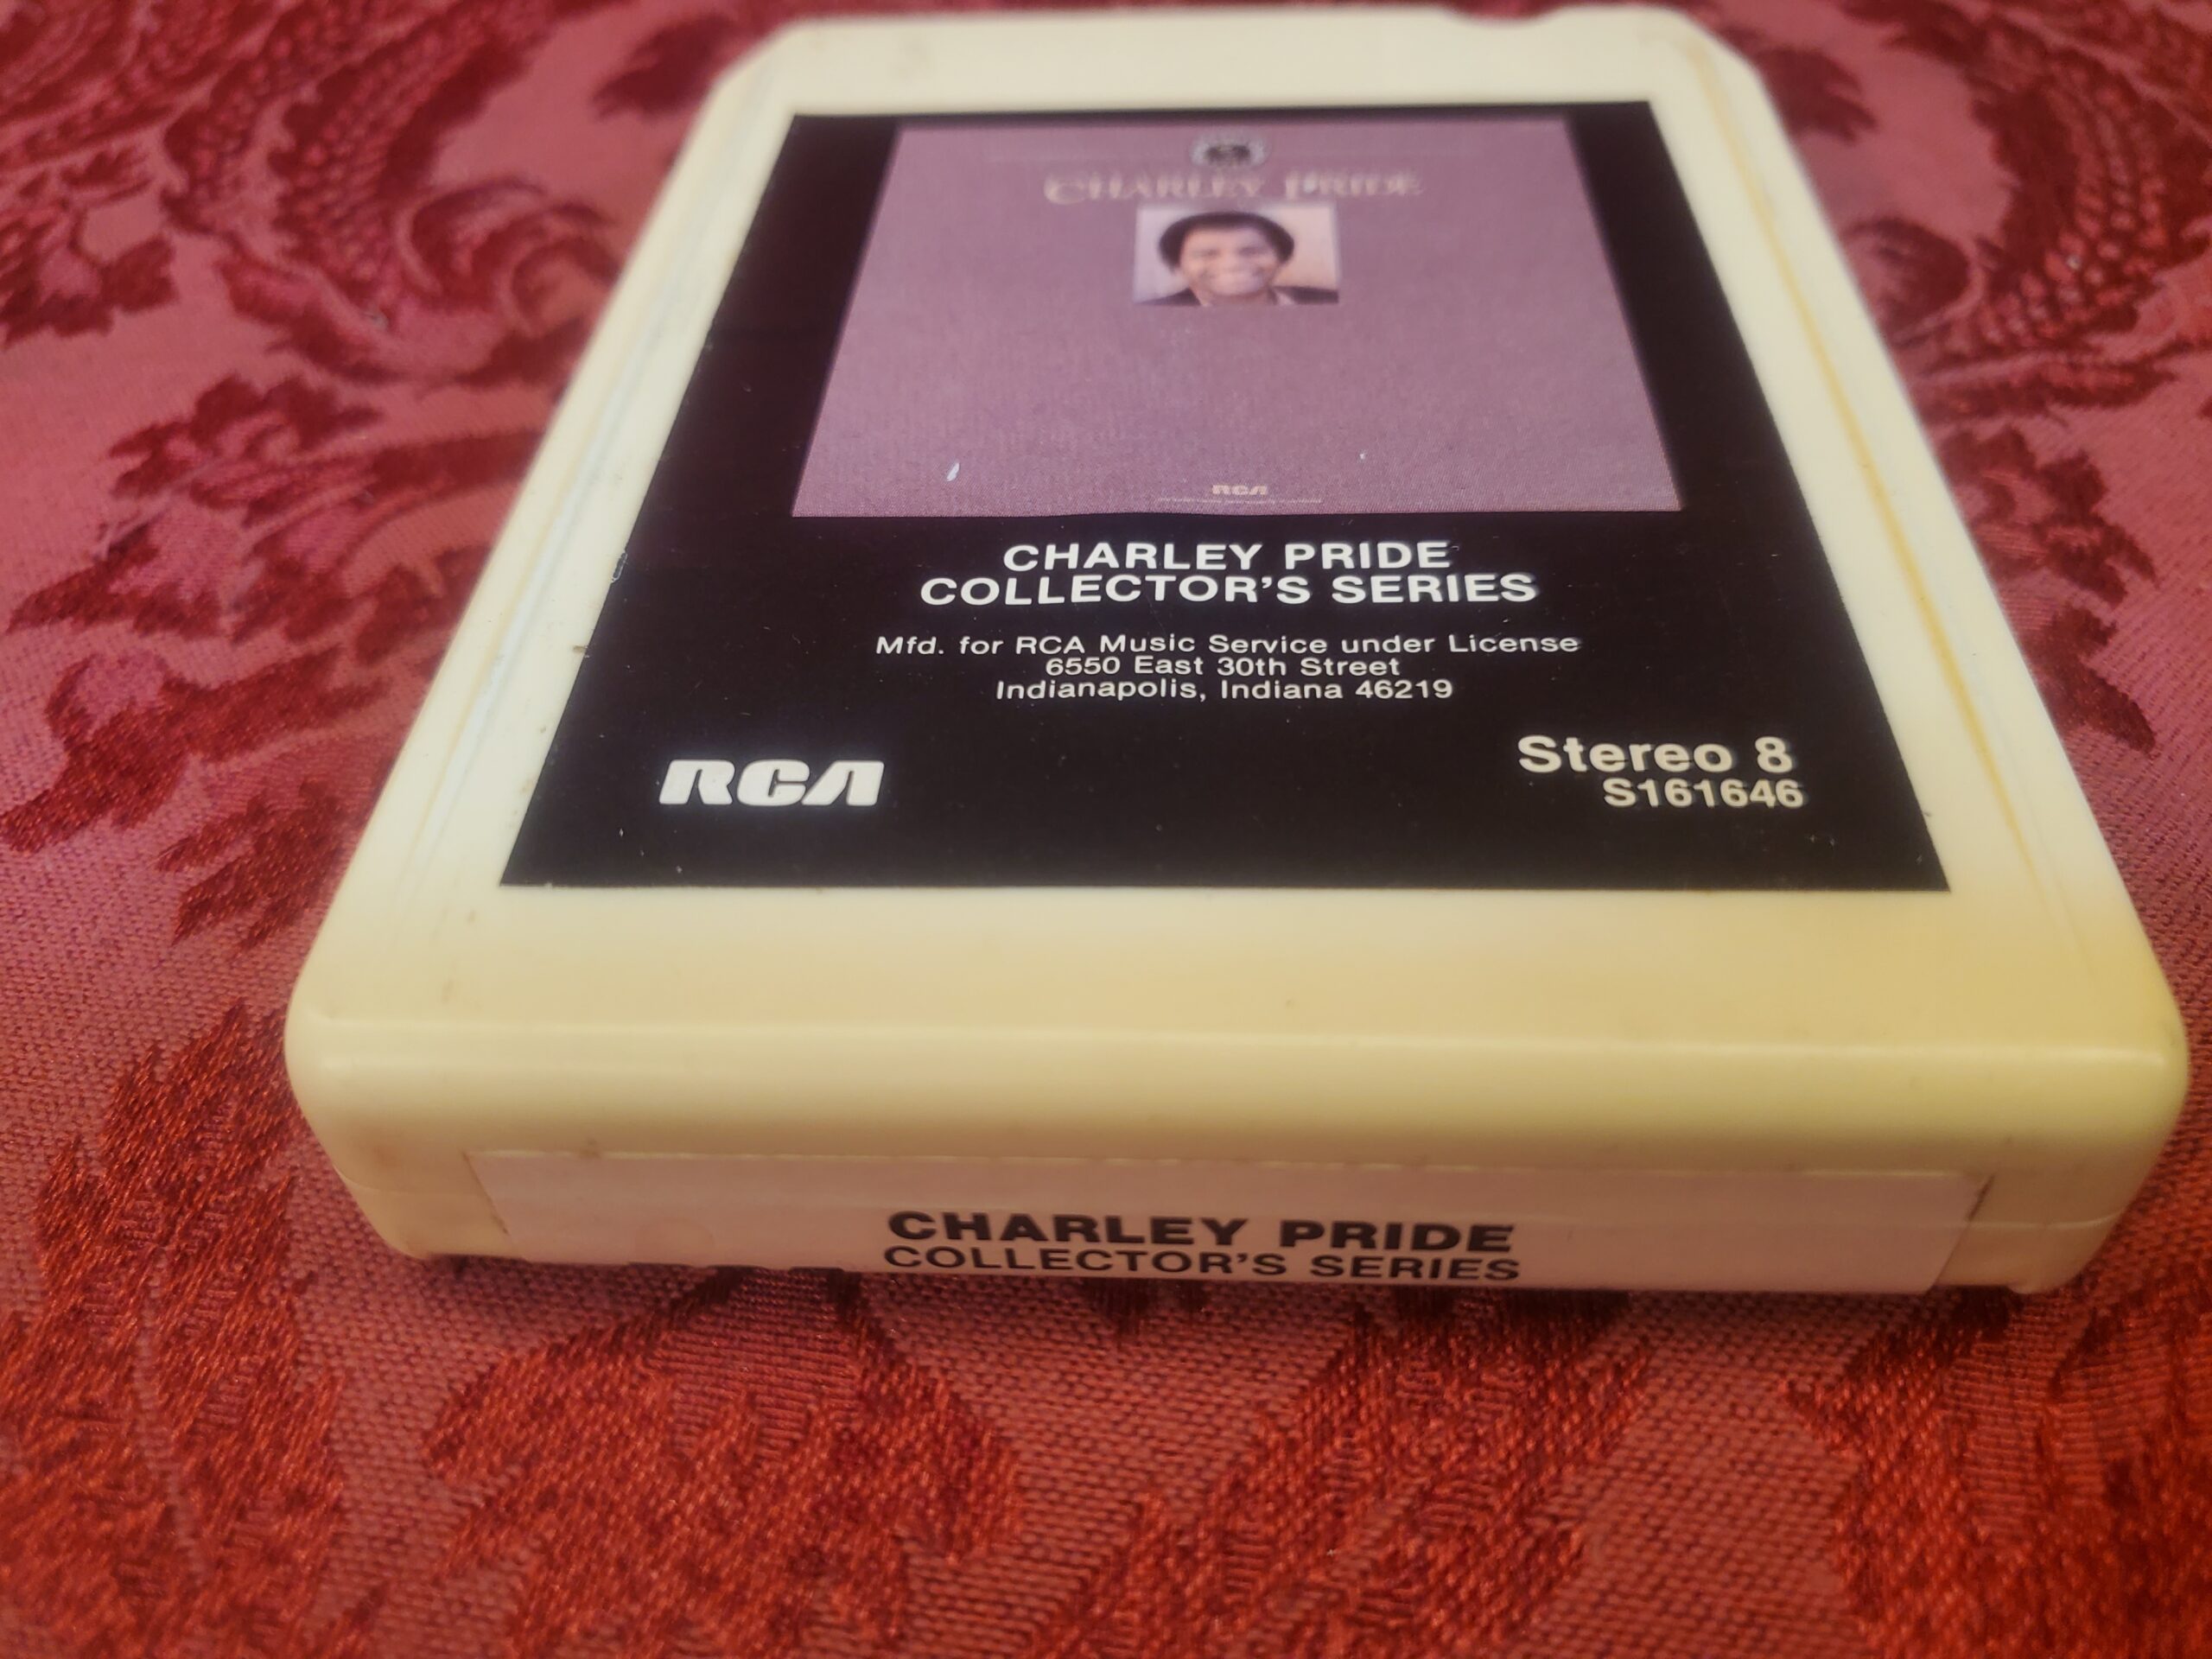 CHARLEY PRIDE
RCA
CHARLEY PRIDE
COLLECTOR'S SERIES
Mfd. for RCA Music Service under License
6550 East 30th Street
Indianapolis, Indiana 46219
RCA
Stereo 8
S161646
CHARLEY PRIDE
COLLECTOR'S SERIES